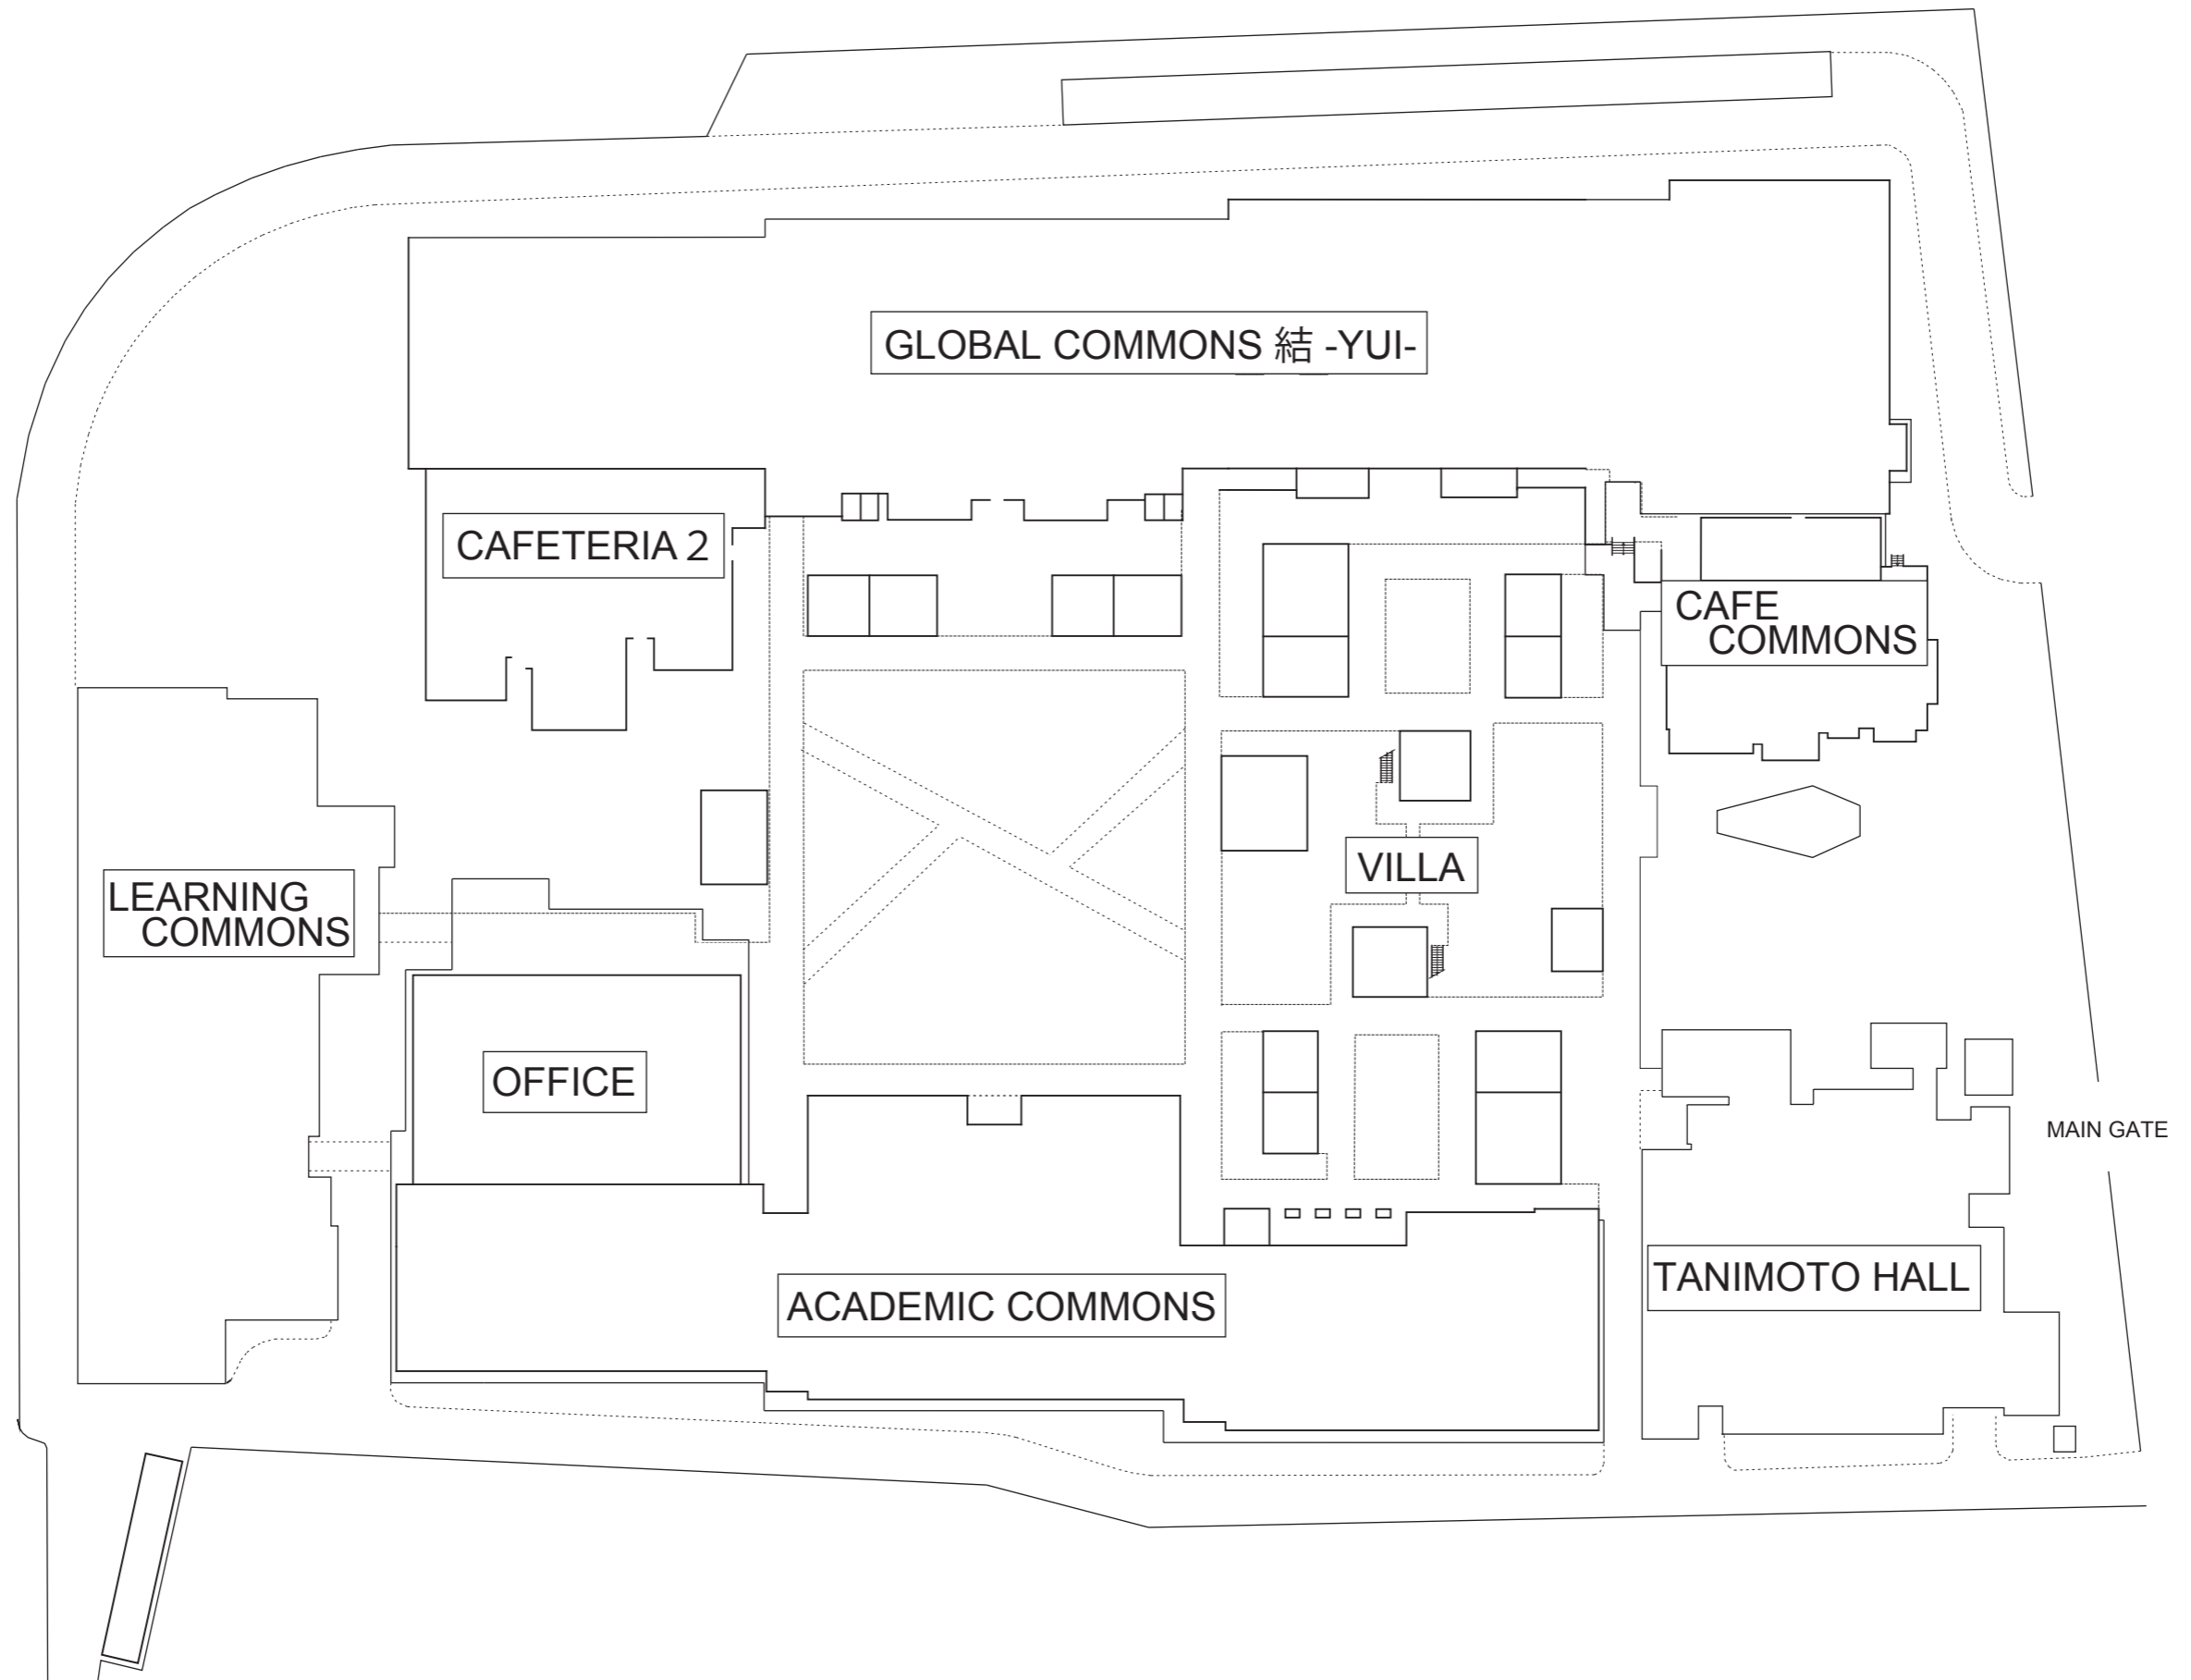 GLOBAL COMMONS 結 -YUI-
CAFETERIA 2
CAFE
COMMONS
VILLA
LEARNING
COMMONS
OFFICE
MAIN GATE
TANIMOTO HALL
ACADEMIC COMMONS